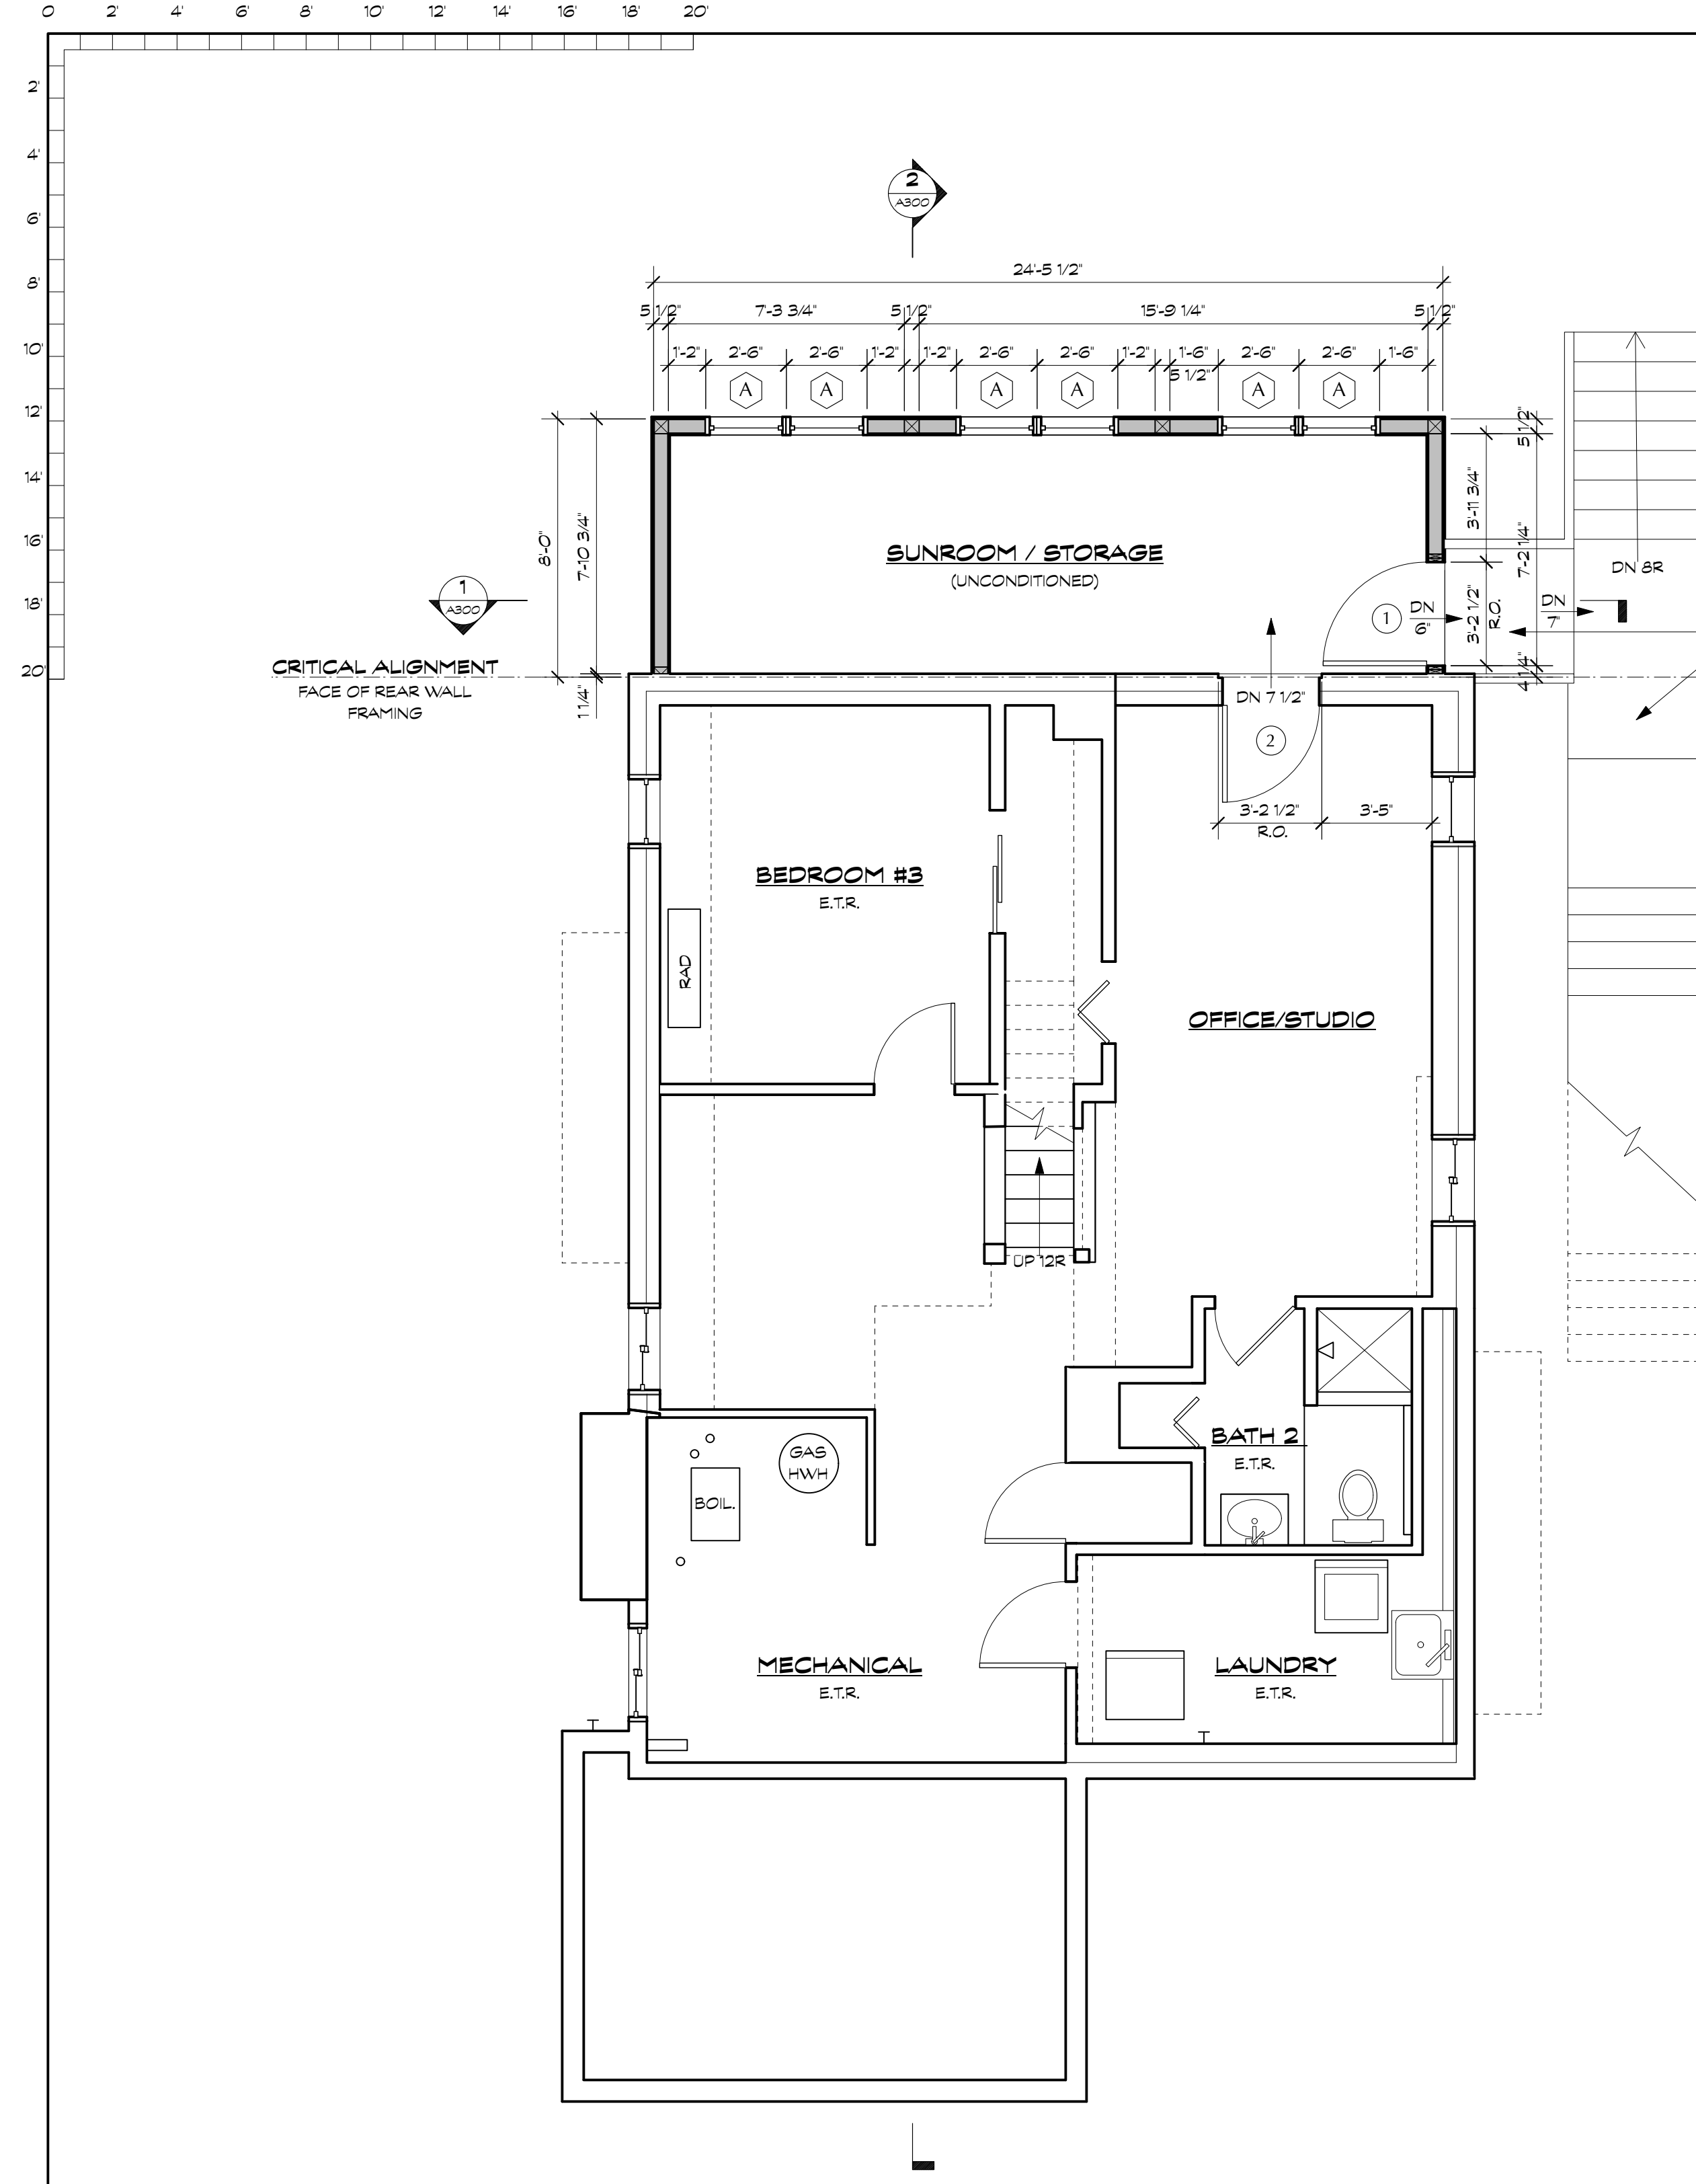 0 2' 4' 6' 8' 10' 12' 14' 16' 18' 20'
2'
4'
6'
8'
10'
12'
14'
16'
18'
20'
2
A300
24'-5 1/2"
5 1/2" 7'-3 3/4" 5 1/2" 15'-9 1/4" 5 1/2"
1'-2" 2'-6" 2'-6" 1'-2" 1'-2" 2'-6" 2'-6" 1'-2" 1'-6" 2'-6" 2'-6" 1'-6"
5 1/2"
A A A A A A
5 1/2"
8'-0"
7'-10 3/4"
1 1/4"
3'-11 3/4"
7'-2 1/4"
3'-2 1/2"
R.O.
4 1/4"
SUNROOM / STORAGE
(UNCONDITIONED)
DN 8R
1
A300
1
DN
6"
DN
7"
CRITICAL ALIGNMENT
FACE OF REAR WALL
FRAMING
DN 7 1/2"
2
3'-2 1/2"
R.O.
3'-5"
BEDROOM #3
E.T.R.
RAD
OFFICE/STUDIO
UP 12R
BATH 2
E.T.R.
GAS
HWH
BOIL.
MECHANICAL
E.T.R.
LAUNDRY
E.T.R.